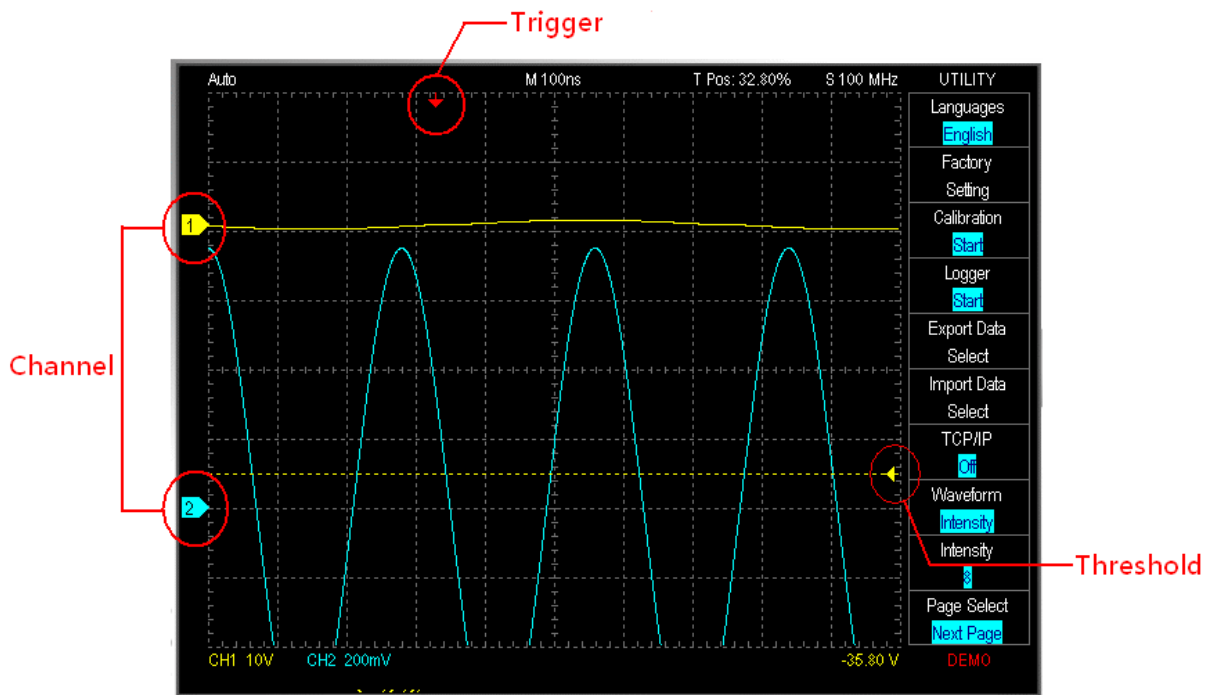 Trigger
Auto M 100ns T Pos: 32.80% S 100 MHz UTILITY
Languages
English
Factory
Setting
1
Calibration
Start
Logger
Start
Channel
Export Data
Select
Import Data
Select
TCP/IP
Off
2
Waveform
Intensity
Intensity
8
Threshold
Page Select
Next Page
CH1 10V CH2 200mV -35.80 V DEMO